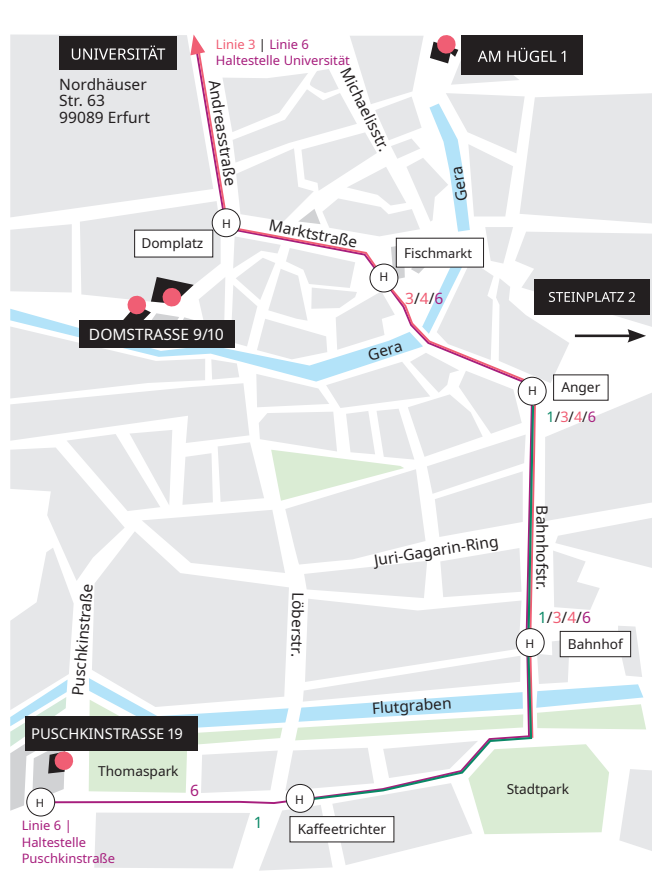 UNIVERSITÄT
Linie 3 | Linie 6
Haltestelle Universität
AM HÜGEL 1
Nordhäuser
Str. 63
99089 Erfurt
Andreasstraße
Michaelisstr.
Gera
H
Domplatz
Marktstraße
Fischmarkt
H
3/4/6
STEINPLATZ 2
DOMSTRASSE 9/10
Gera
H
Anger
1/3/4/6
Juri-Gagarin-Ring
Bahnhofstr.
Puschkinstraße
Löberstr.
1/3/4/6
H
Bahnhof
Flutgraben
PUSCHKINSTRASSE 19
Thomaspark
Stadtpark
6
H
H
1
Kaffeetrichter
Linie 6 |
Haltestelle
Puschkinstraße